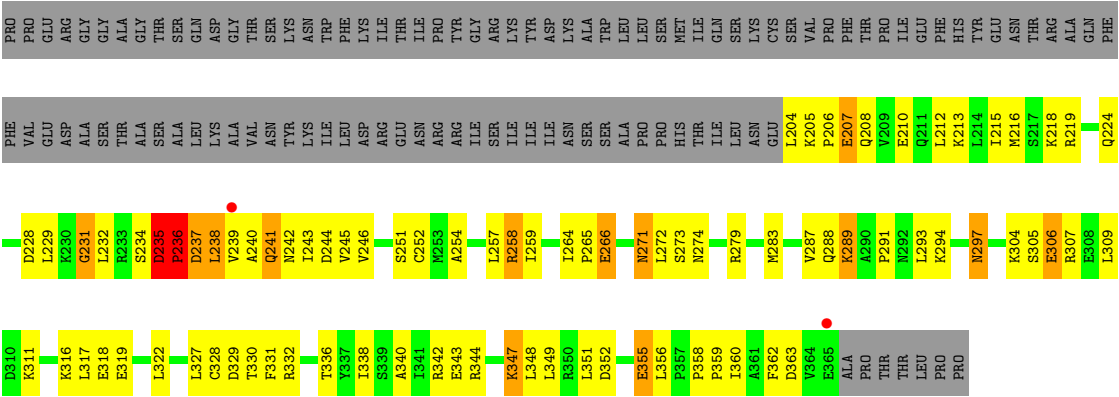 PRO PRO GLU ARG GLY GLY ALA GLY THR SER GLN ASP GLY THR SER LYS ASN TRP PHE LYS ILE THR ILE PRO TYR GLY ARG LYS TYR ASP LYS ALA TRP LEU LEU SER MET ILE GLN SER LYS CYS SER VAL PRO PHE THR PRO ILE GLU PHE HIS TYR GLU ASN THR ARG ALA GLN PHE
PHE VAL GLU ASP ALA SER THR ALA SER ALA LEU LYS ALA VAL ASN TYR LYS ILE LEU ASP ARG GLU ASN ARG ARG ILE SER ILE ILE ILE ASN SER SER ALA PRO PRO HIS THR ILE LEU ASN GLU L204 K205 P206 E207 Q208 V209 E210 Q211 L212 K213 L214 I215 M216 S217 K218 R219 Q224
D228 L229 K230 G231 L232 R233 S234 D235 P236 D237 L238 V239 A240 Q241 N242 I243 D244 V245 V246 S251 C252 M253 A254 L257 R258 I259 I264 P265 E266 N271 L272 S273 N274 R279 M283 V287 Q288 K289 A290 P291 N292 L293 K294 N297 K304 S305 E306 R307 E308 L309
D310 K311 K316 L317 E318 E319 L322 L327 C328 D329 T330 F331 R332 T336 Y337 I338 S339 A340 I341 R342 E343 R344 K347 L348 L349 R350 L351 D352 E355 L356 P357 P358 P359 I360 A361 F362 D363 V364 E365 ALA PRO THR THR LEU PRO PRO